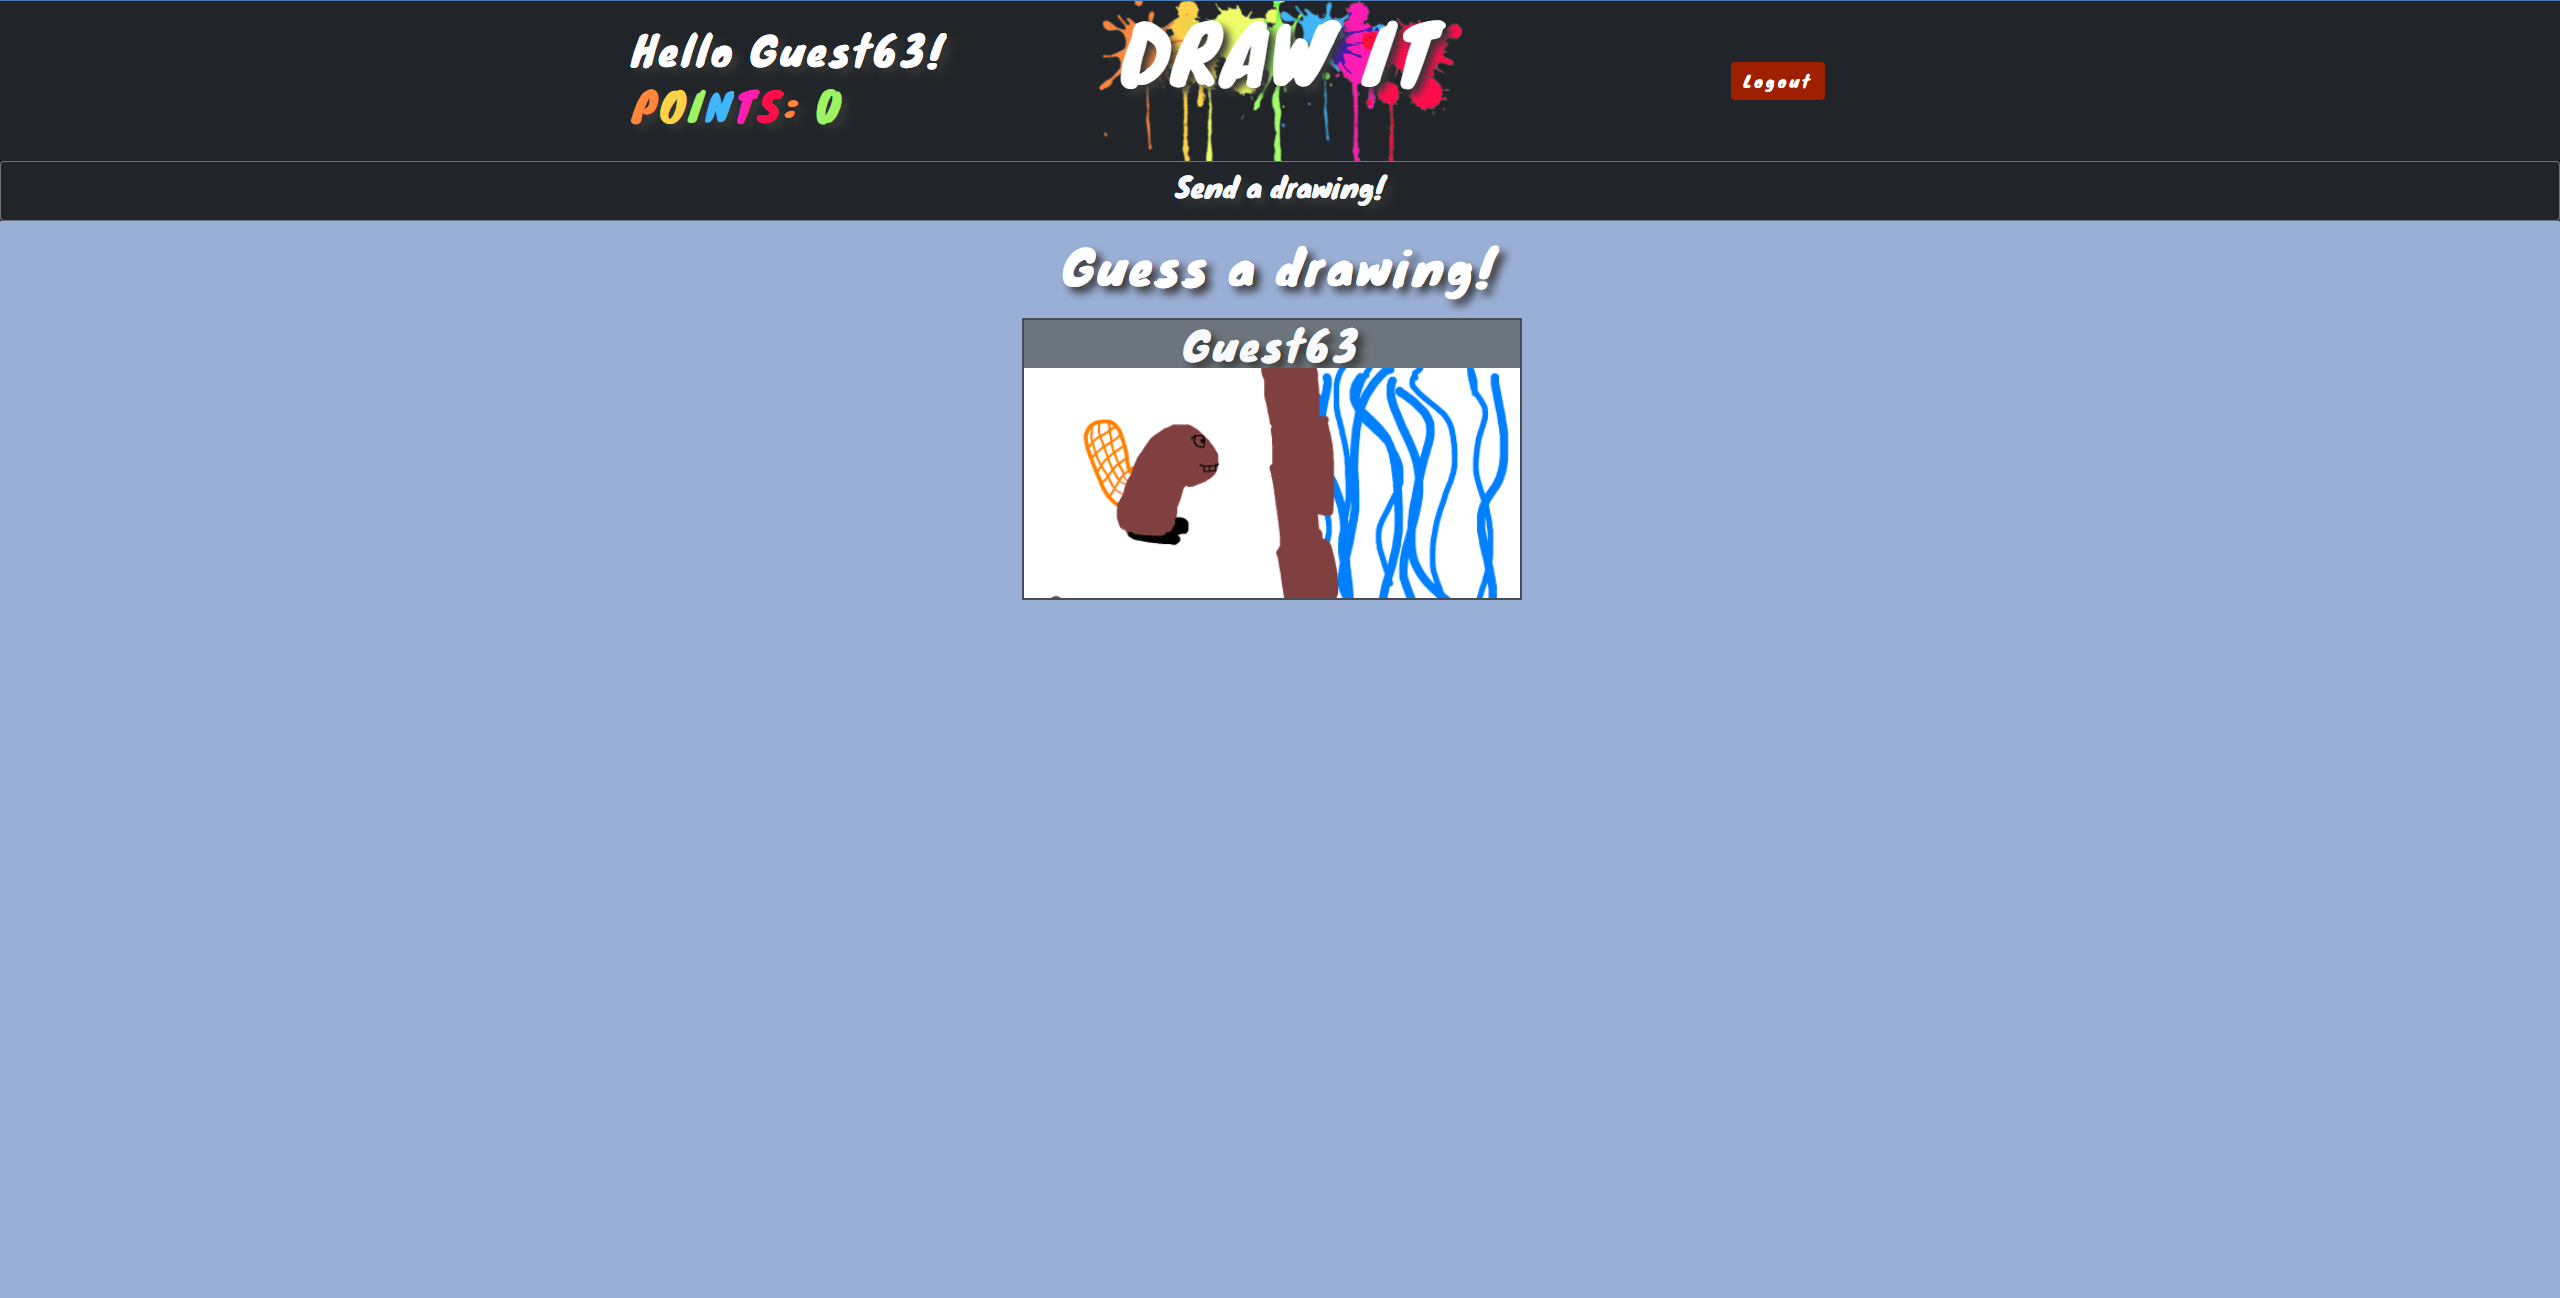 Hello Guest63!
POINTS: 0
DRAW IT
Logout
Send a drawing!
Guess a drawing!
Guest63